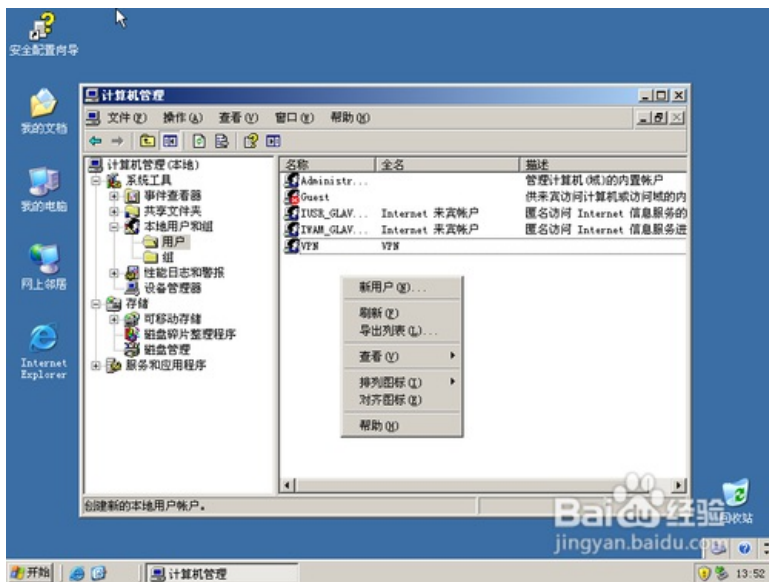 安全配置向导
我的文档
我的电脑
网上邻居
Internet
Explorer
计算机管理
文件(F) 操作(A) 查看(V) 窗口(W) 帮助(H)
计算机管理(本地)
系统工具
事件查看器
共享文件夹
本地用户和组
用户
组
性能日志和警报
设备管理器
存储
可移动存储
磁盘碎片整理程序
磁盘管理
服务和应用程序
名称 全名 描述
Administr... 管理计算机(域)的内置帐户
Guest 供来宾访问计算机或访问域的内
IUSR_GLAV... Internet 来宾帐户 匿名访问 Internet 信息服务的
IWAM_GLAV... Internet 来宾帐户 匿名访问 Internet 信息服务进
VPN VPN
新用户(N)...
刷新(F)
导出列表(L)...
查看(V)
排列图标(I)
对齐图标(E)
帮助(H)
创建新的本地用户帐户。
Baidu 经验
回收站
jingyan.baidu.com
开始 计算机管理 13:52